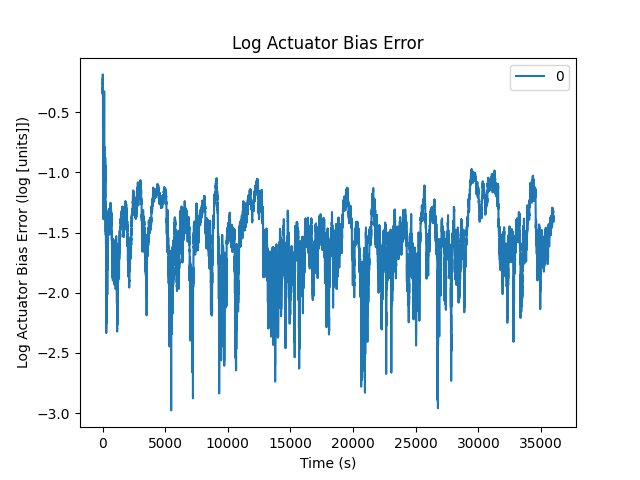 Log Actuator Bias Error
0
Log Actuator Bias Error (log [units]])
−0.5
−1.0
−1.5
−2.0
−2.5
−3.0
0 5000 10000 15000 20000 25000 30000 35000
Time (s)